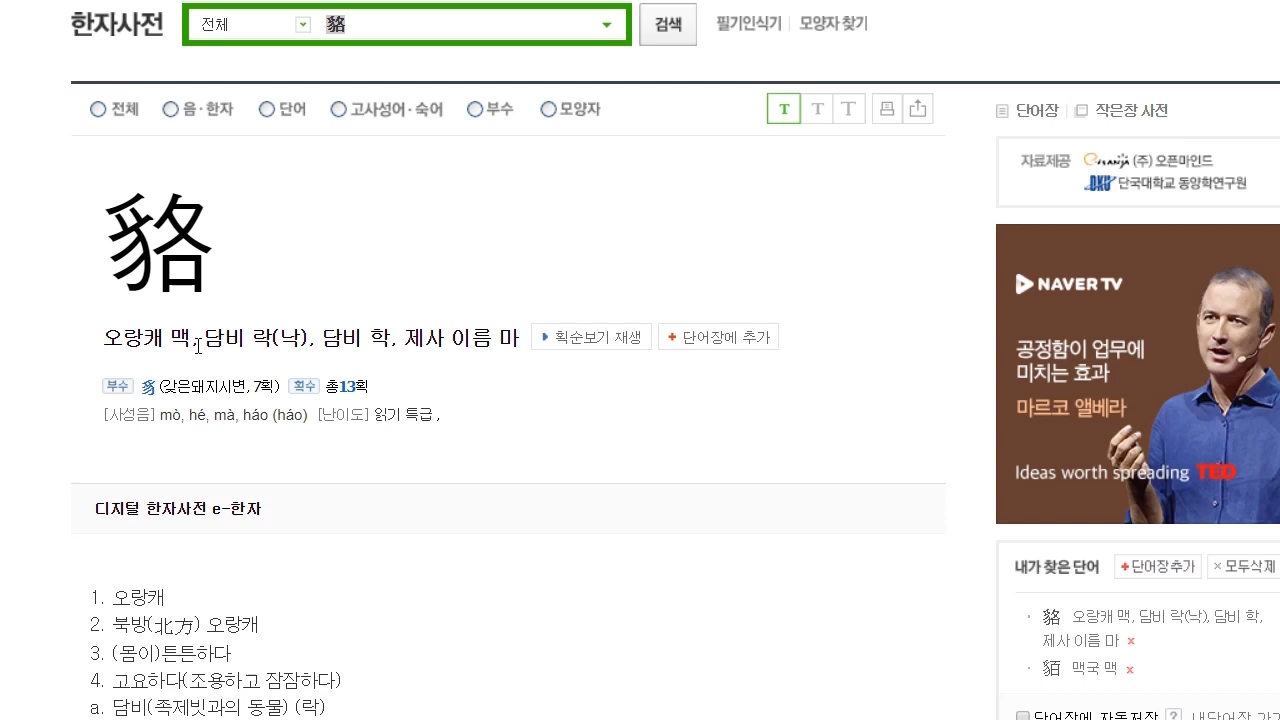 한자사전 전체 貉 검색 필기인식기 모양자 찾기
전체 음·한자 단어 고사성어·숙어 부수 모양자 T T T
단어장 작은창 사전
자료제공 (주) 오픈마인드
DKU 단국대학교 동양학연구원
貉
오랑캐 맥, 담비 락(낙), 담비 학, 제사 이름 마 획순보기 재생 + 단어장에 추가
부수 豸 (갖은돼지시변, 7획) 획수 총13획
[사성음] mò, hé, mà, háo (háo) [난이도] 읽기 특급 ,
디지털 한자사전 e-한자
1. 오랑캐
2. 북방(北方) 오랑캐
3. (몸이)튼튼하다
4. 고요하다(조용하고 잠잠하다)
a. 담비(족제빗과의 동물) (락)
NAVER TV
공정함이 업무에
미치는 효과
마르코 앨베라
Ideas worth spreading TED
내가 찾은 단어 +단어장추가 ×모두삭제
· 貉 오랑캐 맥, 담비 락(낙), 담비 학,
제사 이름 마 x
· 貊 맥국 맥 x
단어장에 자동저장 ?